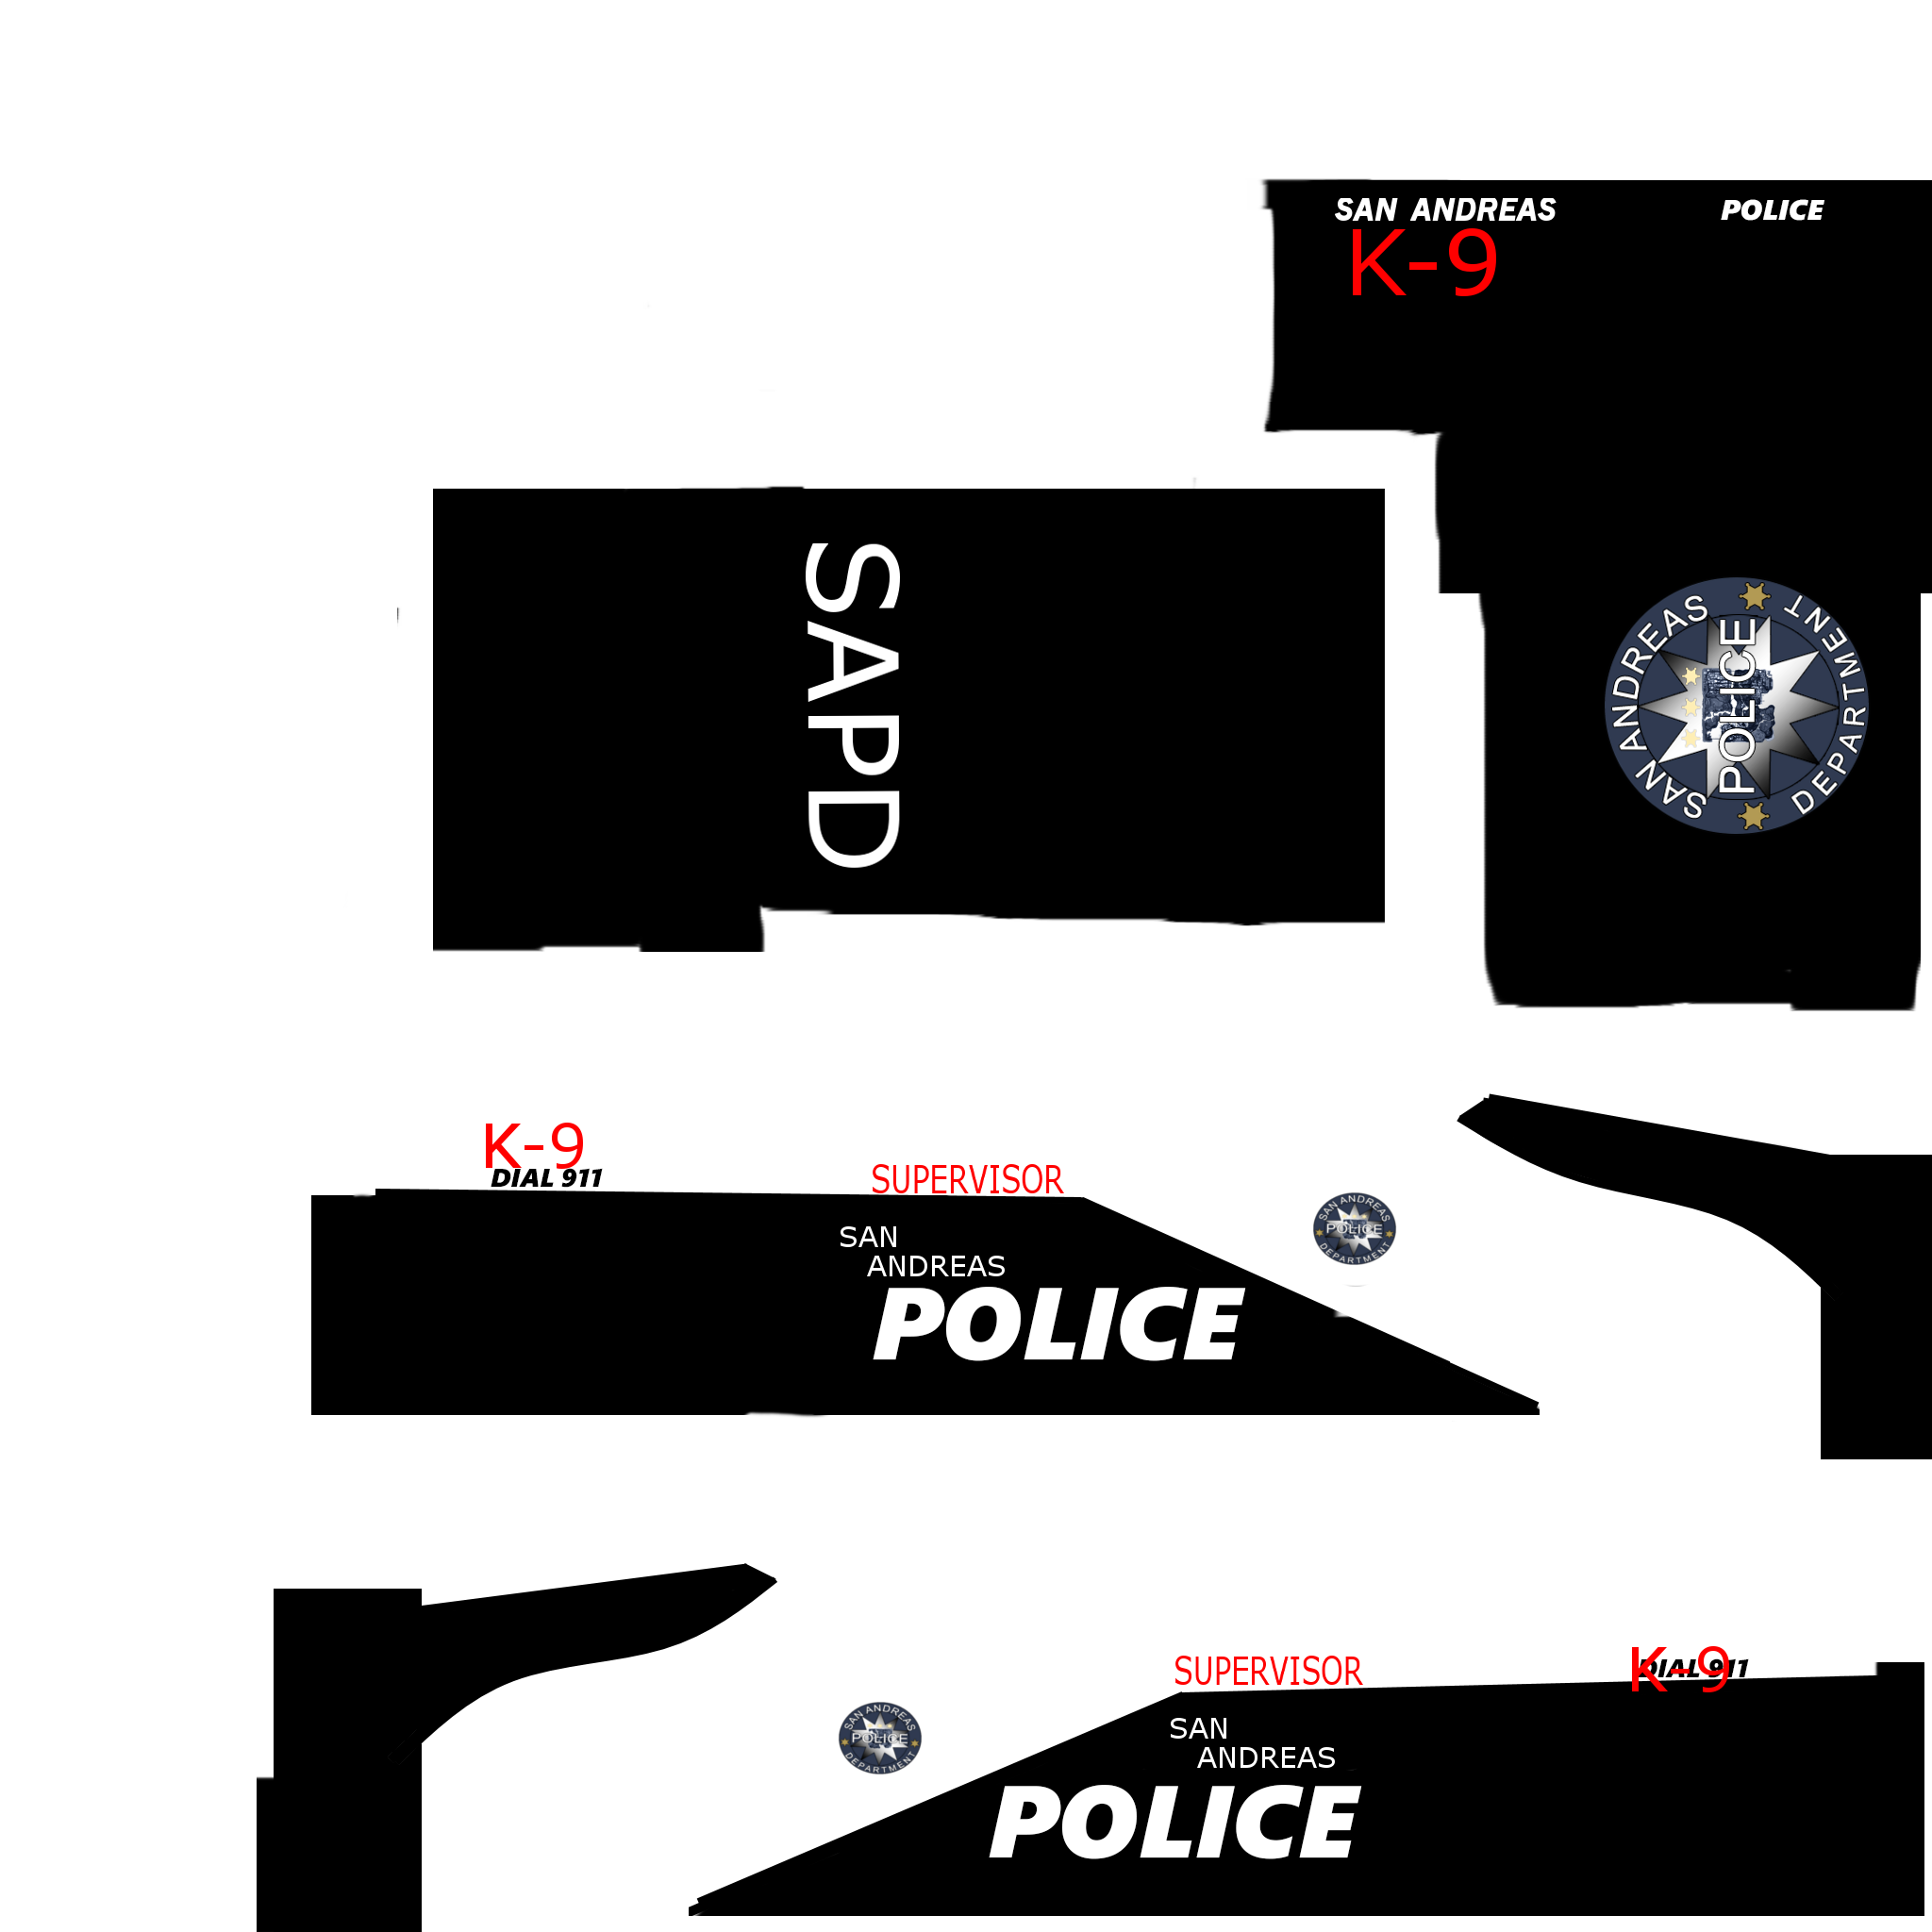 SAN ANDREAS POLICE
K-9
SAPD
SAN ANDREAS
POLICE
DEPARTMENT
K-9
DIAL 911
SUPERVISOR
SAN
ANDREAS
POLICE
SAN ANDREAS
POLICE
DEPARTMENT
SUPERVISOR
K-9
DIAL 911
SAN
ANDREAS
POLICE
SAN ANDREAS
POLICE
DEPARTMENT